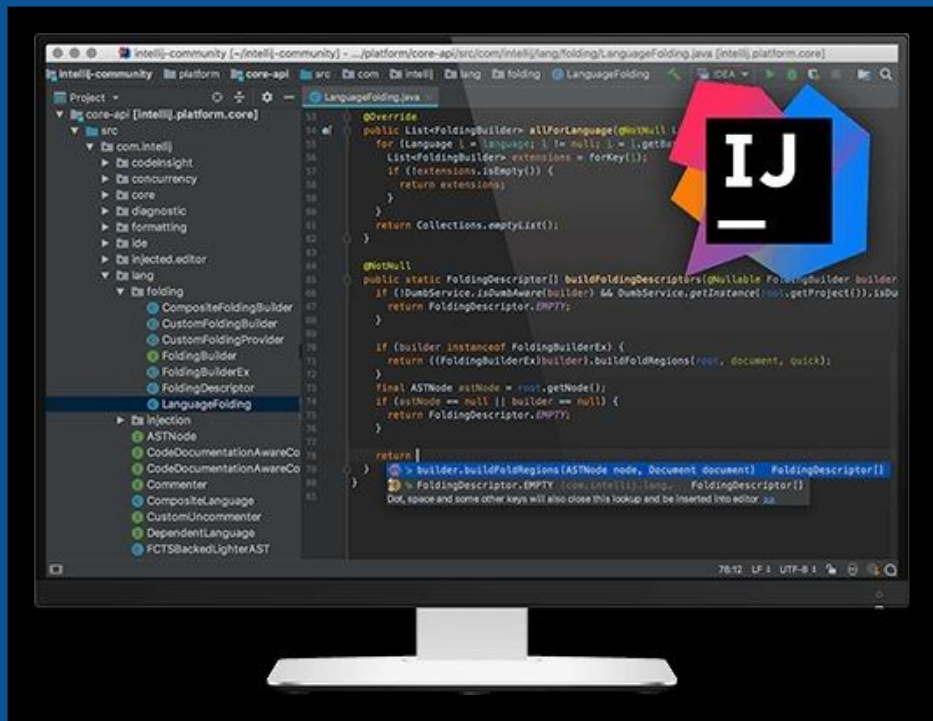 intellij-community [~/intellij-community] - .../platform/core-api/src/com/intellij/lang/folding/LanguageFolding.java [intellij.platform.core]
intellij-community platform core-api src com intellij lang folding LanguageFolding IDEA
Project
LanguageFolding.java
core-api [intellij.platform.core]
src
com.intellij
codeInsight
concurrency
core
diagnostic
formatting
ide
injected.editor
lang
folding
CompositeFoldingBuilder
CustomFoldingBuilder
CustomFoldingProvider
FoldingBuilder
FoldingBuilderEx
FoldingDescriptor
LanguageFolding
injection
ASTNode
CodeDocumentationAwareCo
CodeDocumentationAwareCo
Commenter
CompositeLanguage
CustomUncommenter
DependentLanguage
FCTSBackedLighterAST
@Override
public List<FoldingBuilder> allForLanguage(@NotNull
for (Language l = language; l != null; l =
List<FoldingBuilder> extensions = forKey(l);
if (!extensions.isEmpty()) {
return extensions;
}
}
return Collections.emptyList();
}
@NotNull
public static FoldingDescriptor[] buildFoldingDescriptors(@Nullable FoldingBuilder builder
if (!DumbService.isDumbAware(builder) && DumbService.getInstance(root.getProject()).isDu
return FoldingDescriptor.EMPTY;
}
if (builder instanceof FoldingBuilderEx) {
return ((FoldingBuilderEx)builder).buildFoldRegions(root, document, quick);
}
final ASTNode astNode = root.getNode();
if (astNode == null || builder == null) {
return FoldingDescriptor.EMPTY;
}
return
builder.buildFoldRegions(ASTNode node, Document document) FoldingDescriptor[]
FoldingDescriptor.EMPTY (com.intellij.lang... FoldingDescriptor[]
Dot, space and some other keys will also close this lookup and be inserted into editor >>
}
}
78:12 LF UTF-8
IJ